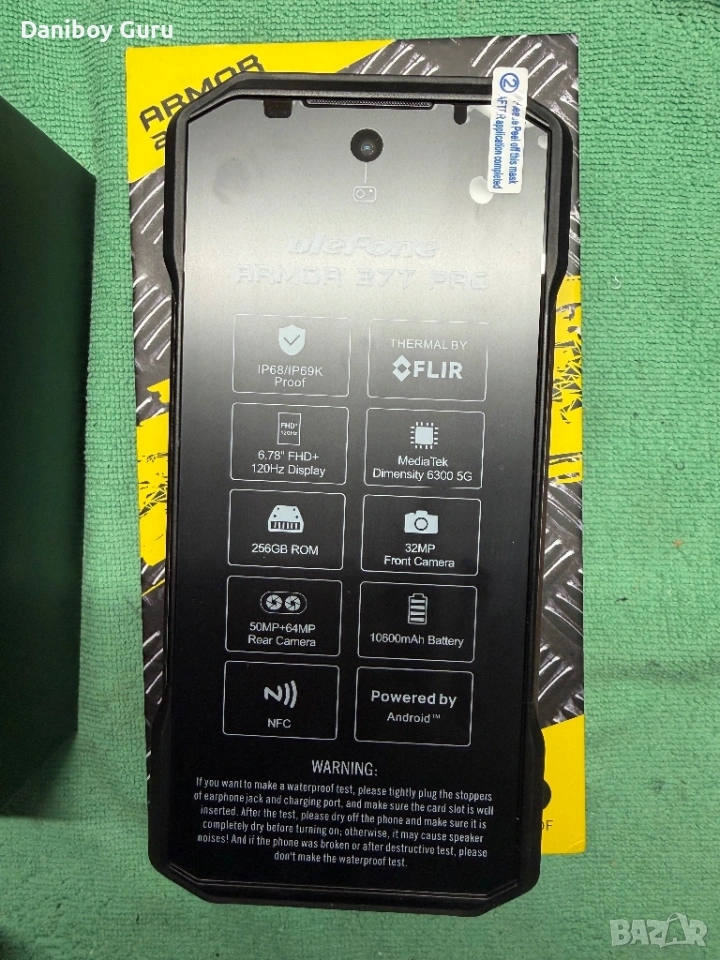 Daniboy Guru
ARMOR
②
Please Peel off this mask
AFTER application completed
Ulefone
ARMOR 27T PRO
IP68/IP69K
Proof
THERMAL BY
FLIR
FHD+
120Hz
6.78" FHD+
120Hz Display
MediaTek
Dimensity 6300 5G
256GB ROM
32MP
Front Camera
50MP+64MP
Rear Camera
10600mAh Battery
NFC
Powered by
Android™
WARNING:
If you want to make a waterproof test, please tightly plug the stoppers
of earphone jack and charging port, and make sure the card slot is well
inserted. After the test, please dry off the phone and make sure it is
completely dry before turning on; otherwise, it may cause speaker
noises! And if the phone was broken or after destructive test, please
don't make the waterproof test.
BAZAR